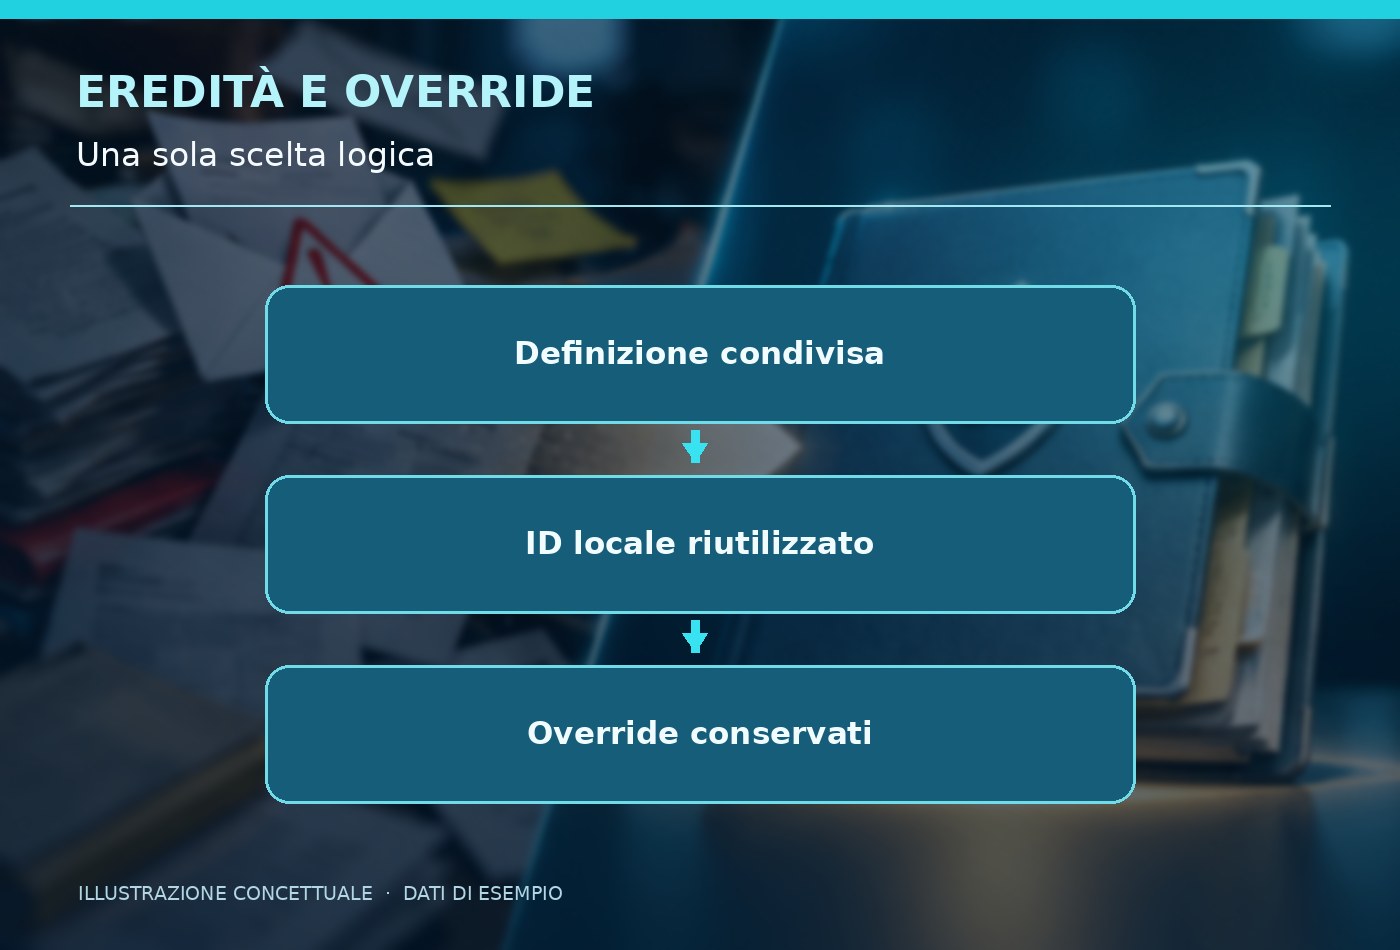 EREDITÀ E OVERRIDE
Una sola scelta logica
Definizione condivisa
ID locale riutilizzato
Override conservati
ILLUSTRAZIONE CONCETTUALE · DATI DI ESEMPIO